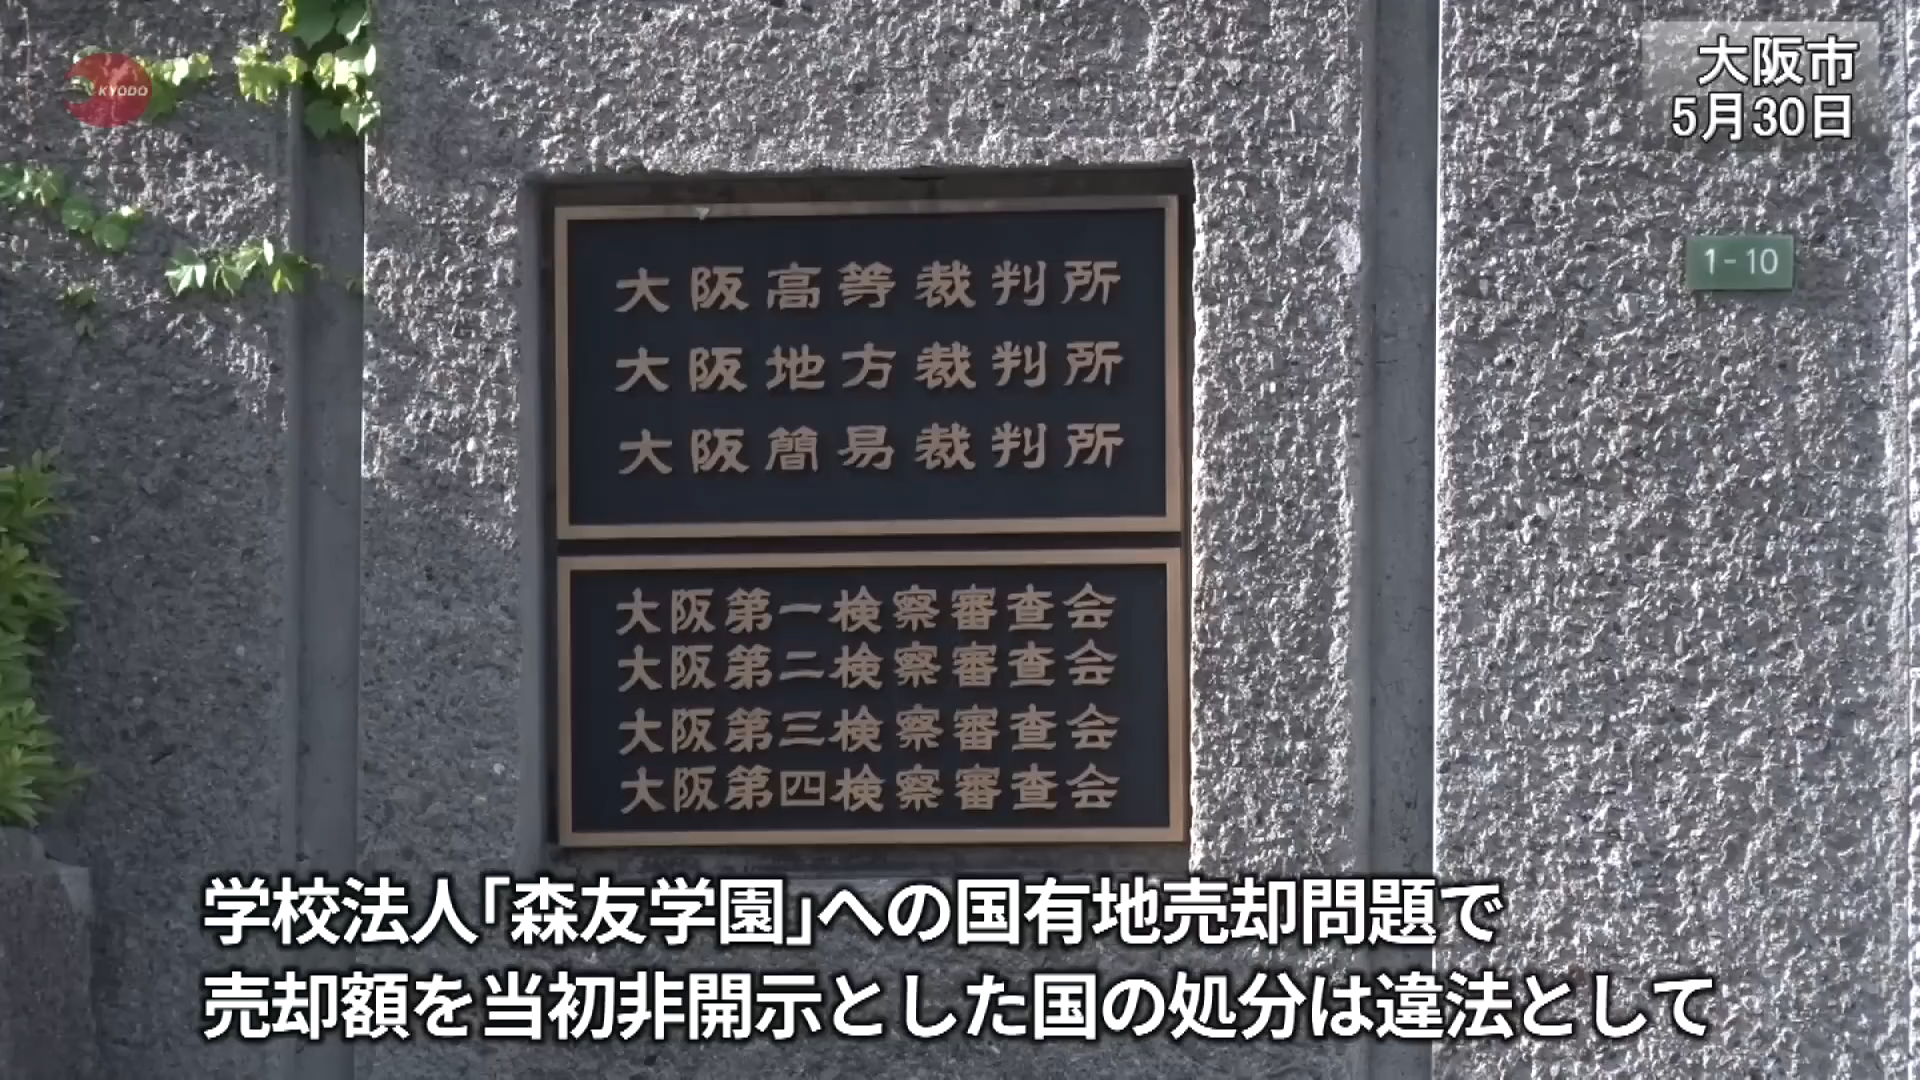 KYODO
大阪市
5月30日
1-10
大阪高等裁判所
大阪地方裁判所
大阪簡易裁判所
大阪第一検察審査会
大阪第二検察審査会
大阪第三検察審査会
大阪第四検察審査会
学校法人「森友学園」への国有地売却問題で
売却額を当初非開示とした国の処分は違法として